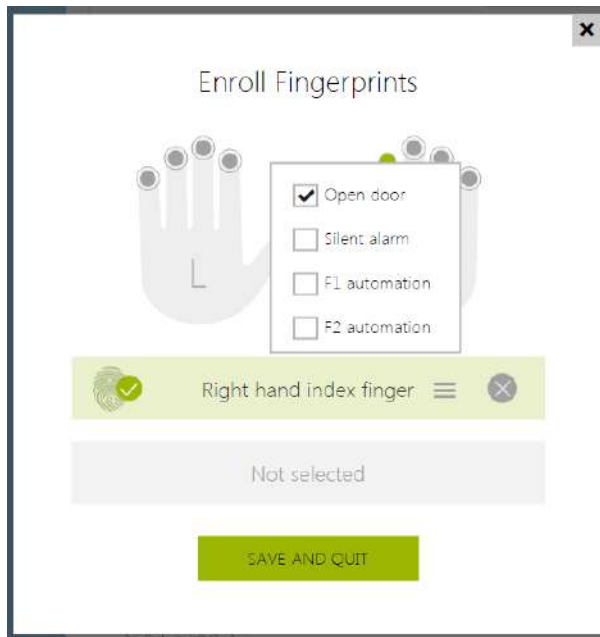 Enroll Fingerprints
L
Open door
Silent alarm
F1 automation
F2 automation
Right hand index finger
Not selected
SAVE AND QUIT